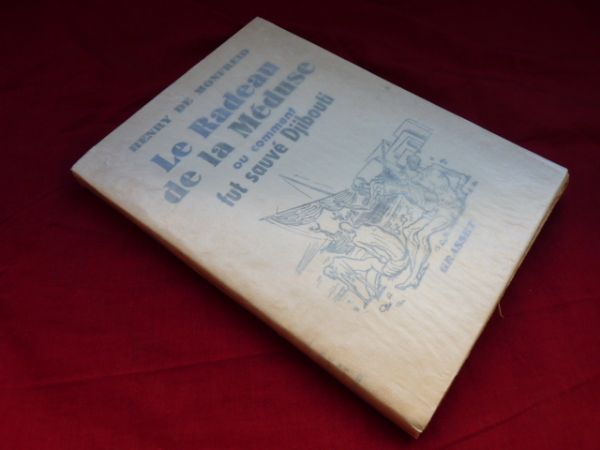 HENRY DE MONFREID
Le Radeau
de la Méduse
ou comment
fut sauvé Djibouti
GRASSET